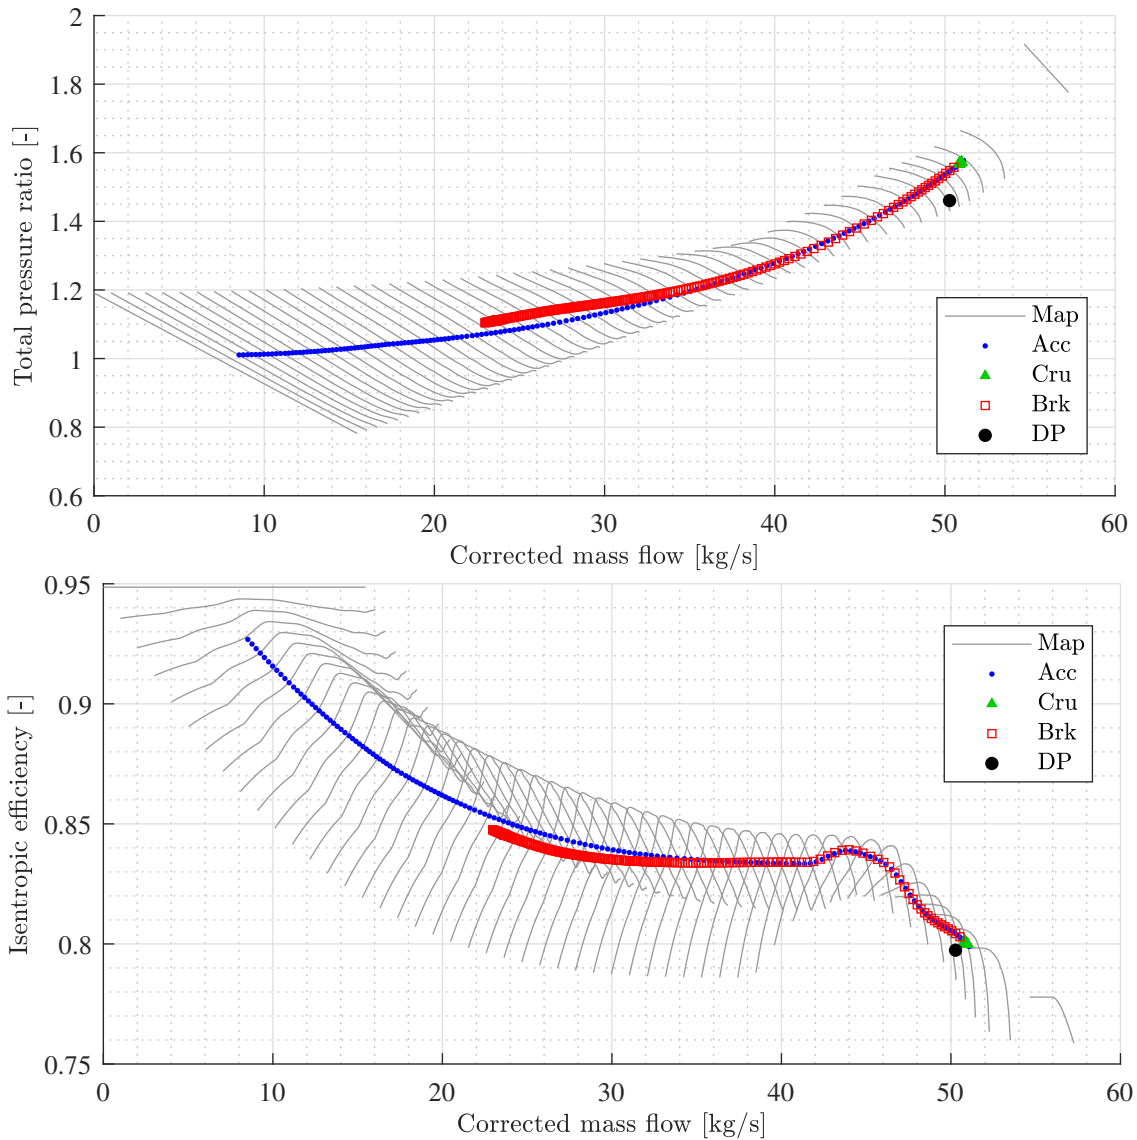 2
1.8
1.6
1.4
1.2
1
0.8
0.6
Total pressure ratio [-]
0 10 20 30 40 50 60
Corrected mass flow [kg/s]
Map
Acc
Cru
Brk
DP
0.95
0.9
0.85
0.8
0.75
Isentropic efficiency [-]
0 10 20 30 40 50 60
Corrected mass flow [kg/s]
Map
Acc
Cru
Brk
DP